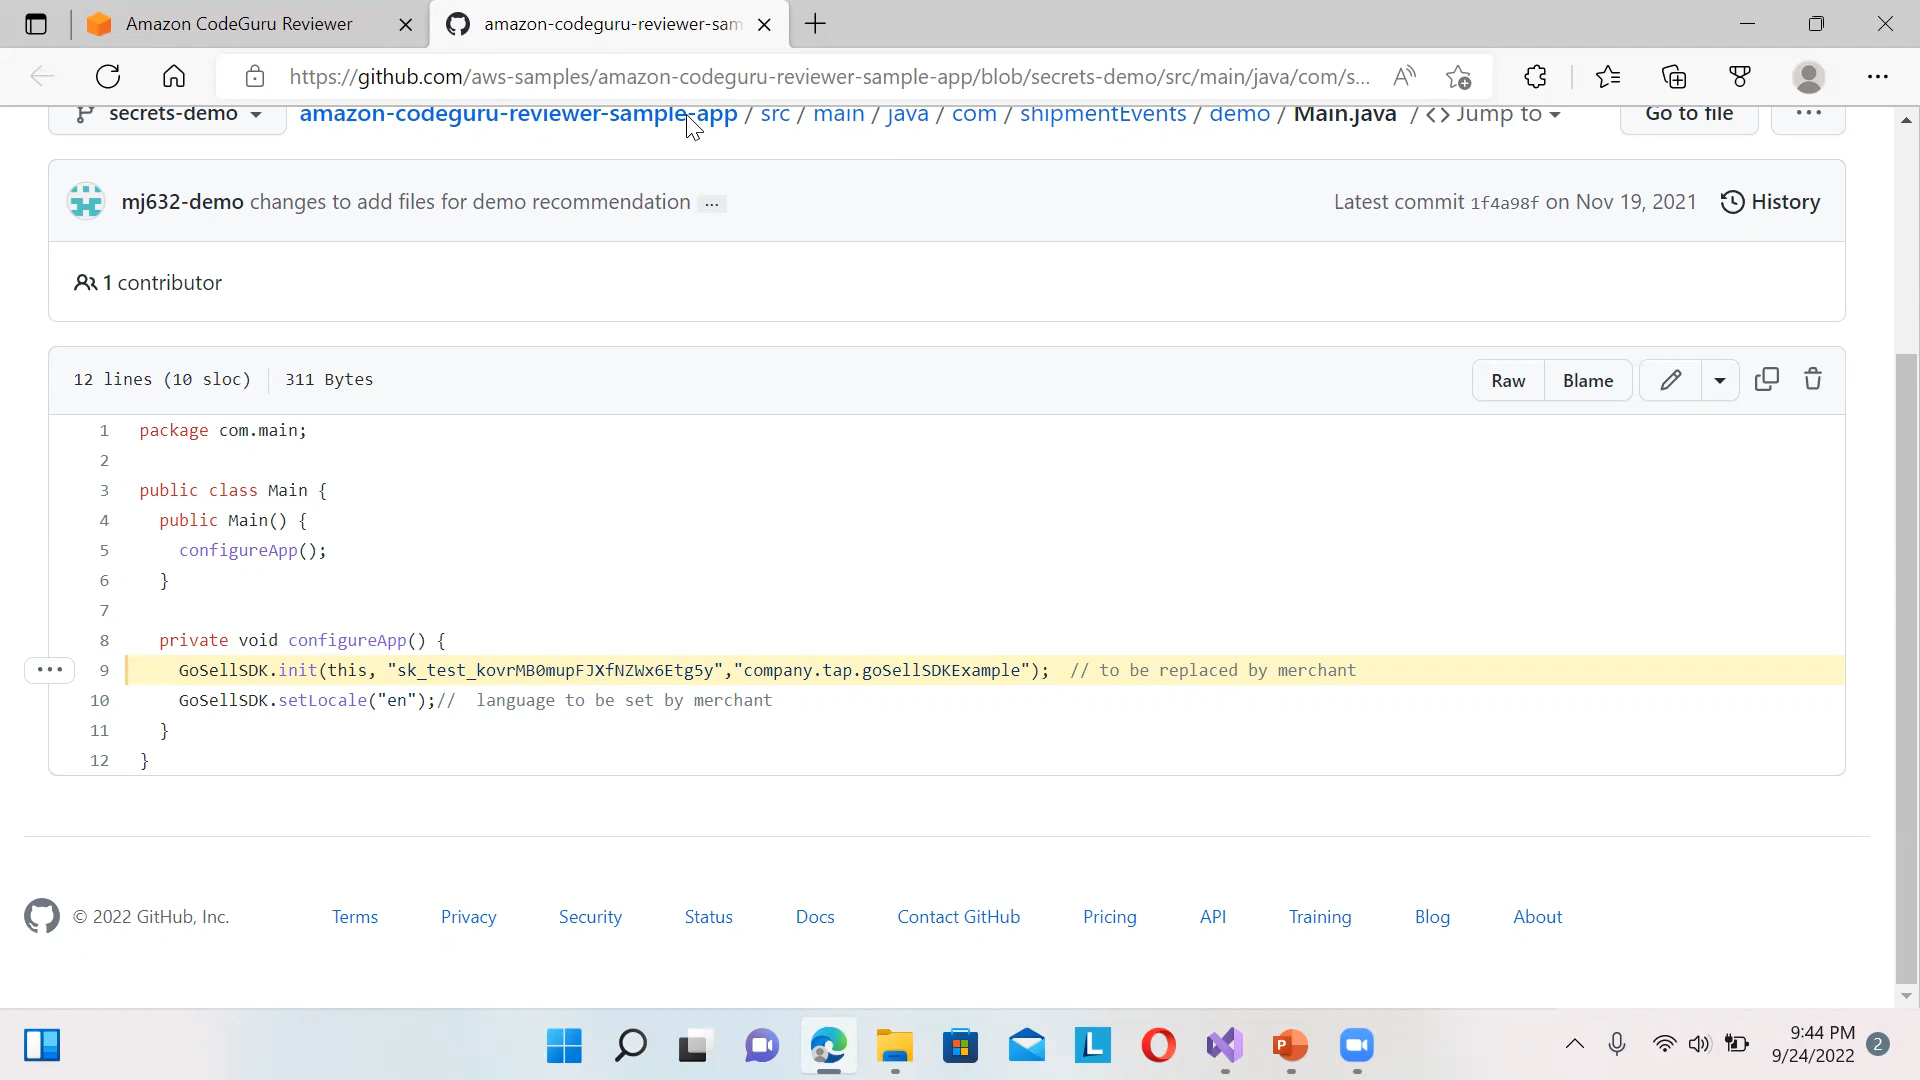 Amazon CodeGuru Reviewer
amazon-codeguru-reviewer-sam
https://github.com/aws-samples/amazon-codeguru-reviewer-sample-app/blob/secrets-demo/src/main/java/com/s...
secrets-demo
amazon-codeguru-reviewer-sample-app / src / main / java / com / shipmentEvents / demo / Main.java / <> Jump to
Go to file
...
mj632-demo changes to add files for demo recommendation ...
Latest commit 1f4a98f on Nov 19, 2021
History
1 contributor
12 lines (10 sloc)
311 Bytes
Raw
Blame
1 package com.main;
2
3 public class Main {
4 public Main() {
5 configureApp();
6 }
7
8 private void configureApp() {
9 GoSellSDK.init(this, "sk_test_kovrMB0mupFJXfNZWx6Etg5y","company.tap.goSellSDKExample"); // to be replaced by merchant
10 GoSellSDK.setLocale("en");// language to be set by merchant
11 }
12 }
© 2022 GitHub, Inc.
Terms
Privacy
Security
Status
Docs
Contact GitHub
Pricing
API
Training
Blog
About
9:44 PM
9/24/2022
2